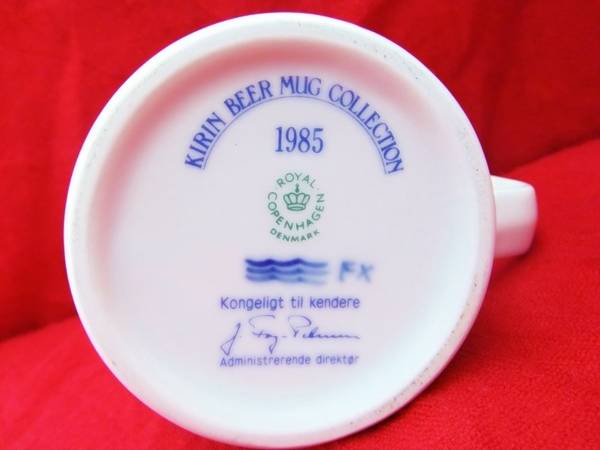 KIRIN BEER MUG COLLECTION
1985
ROYAL
COPENHAGEN
DENMARK
FX
Kongeligt til kendere
Administrerende direktør